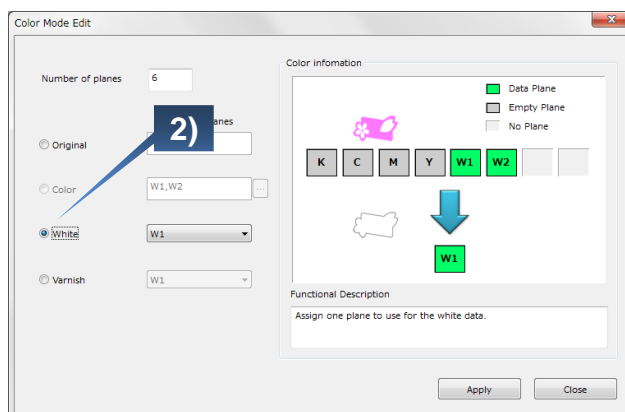 Color Mode Edit
Number of planes
6
anes
2)
Original
Color
W1,W2
...
White
W1
Varnish
W1
Color infomation
Data Plane
Empty Plane
No Plane
K C M Y W1 W2
W1
Functional Description
Assign one plane to use for the white data.
Apply
Close